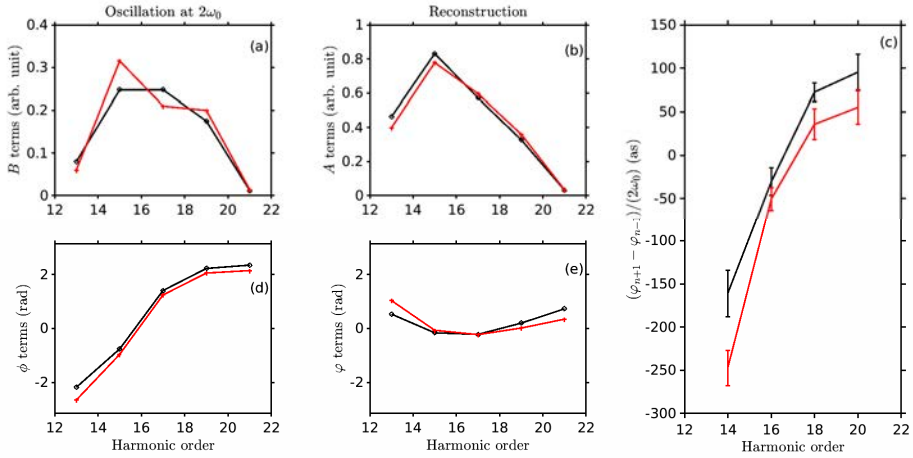 Oscillation at 2ω₀
(a)
B terms (arb. unit)
0.4
0.3
0.2
0.1
0
12 14 16 18 20 22
Reconstruction
(b)
A terms (arb. unit)
1
0.8
0.6
0.4
0.2
0
12 14 16 18 20 22
(c)
(φₙ₊₁ − φₙ₋₁)/(2ω₀) (as)
150
100
50
0
-50
-100
-150
-200
-250
-300
12 14 16 18 20 22
Harmonic order
(d)
ϕ terms (rad)
2
0
-2
12 14 16 18 20 22
Harmonic order
(e)
φ terms (rad)
2
0
-2
12 14 16 18 20 22
Harmonic order